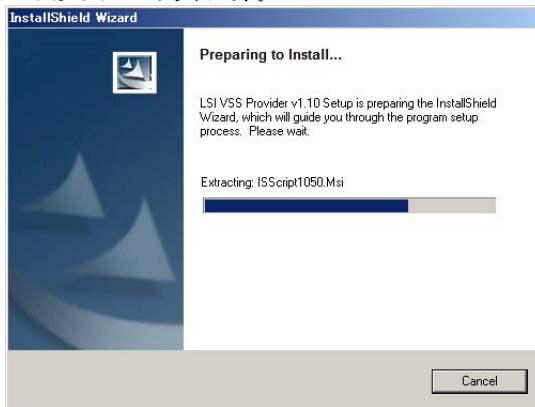 InstallShield Wizard
Preparing to Install...
LSI VSS Provider v1.10 Setup is preparing the InstallShield
Wizard, which will guide you through the program setup
process. Please wait.
Extracting: ISScript1050.Msi
Cancel